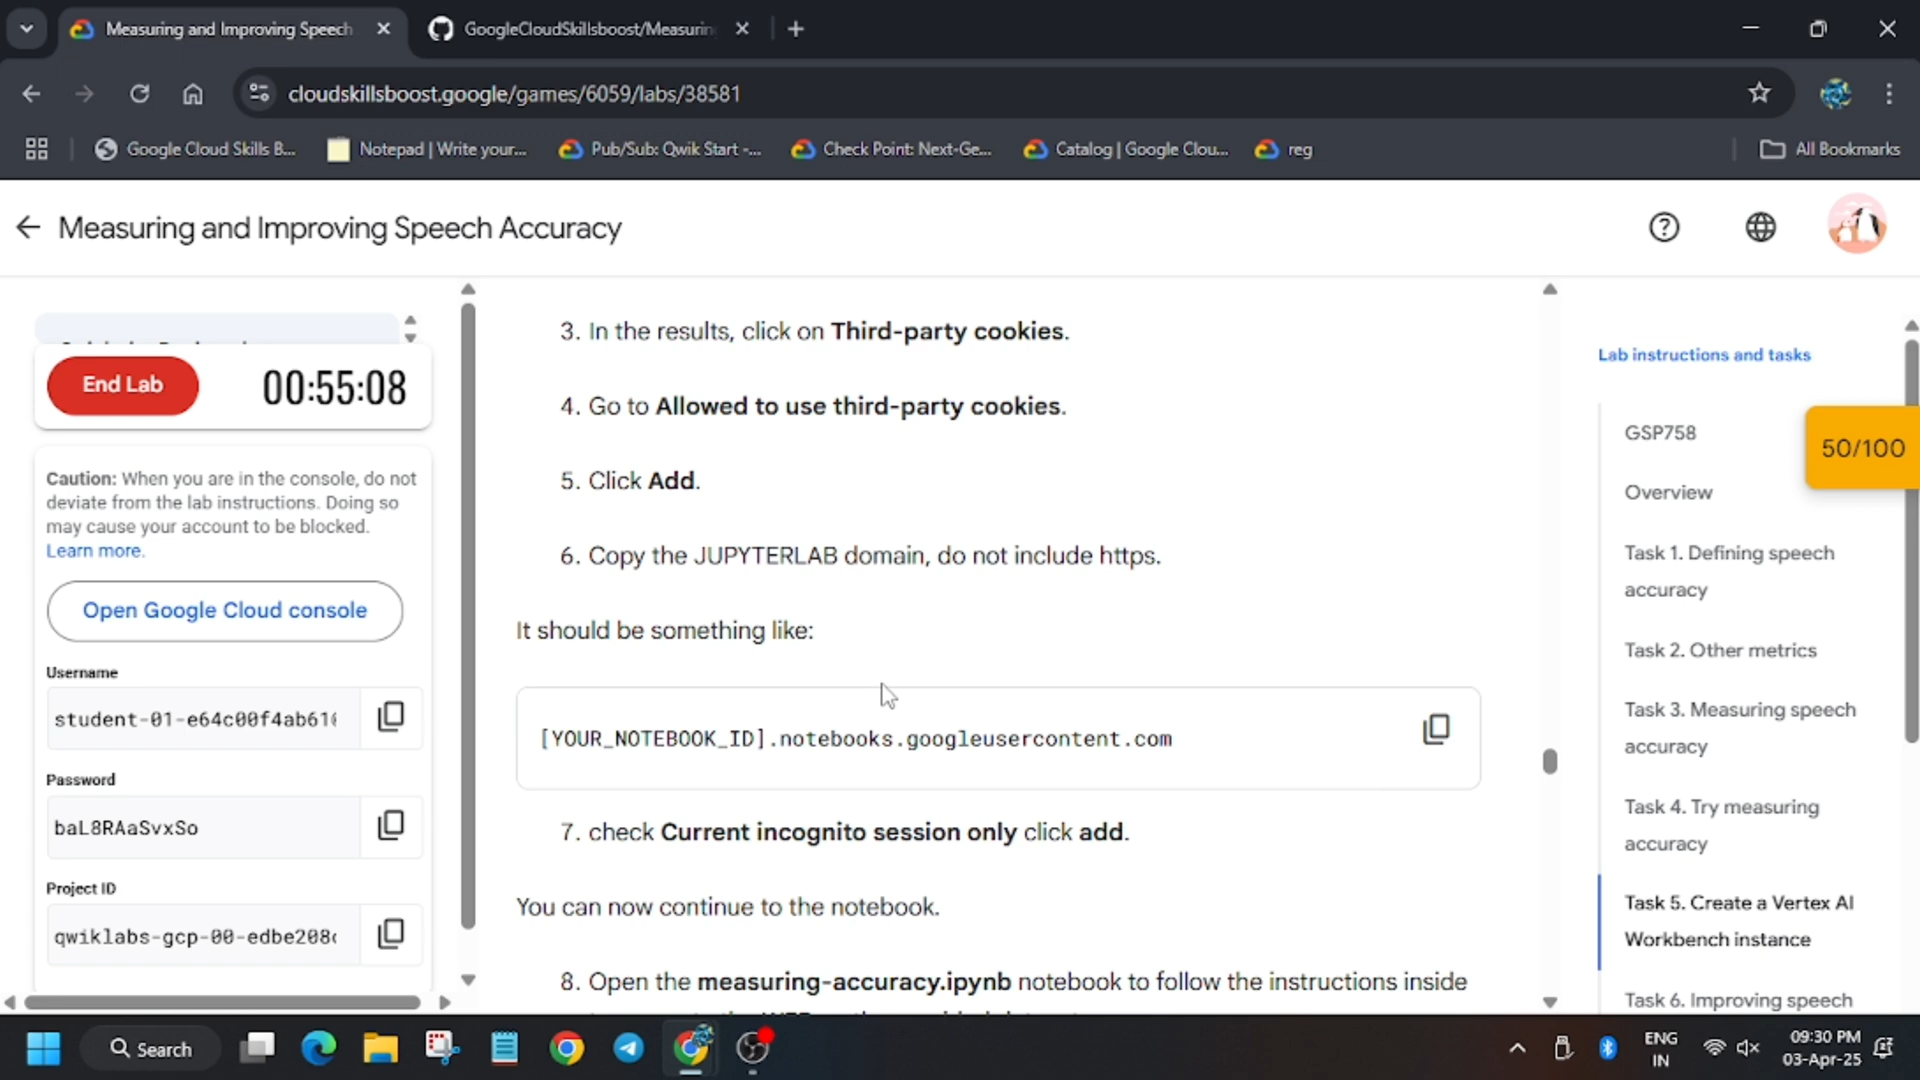 Measuring and Improving Speech
GoogleCloudSkillsboost/Measurin
cloudskillsboost.google/games/6059/labs/38581
Google Cloud Skills B...
Notepad | Write your...
Pub/Sub: Qwik Start -...
Check Point: Next-Ge...
Catalog | Google Clou...
reg
All Bookmarks
Measuring and Improving Speech Accuracy
End Lab
00:55:08
Caution: When you are in the console, do not
deviate from the lab instructions. Doing so
may cause your account to be blocked.
Learn more.
Open Google Cloud console
Username
student-01-e64c00f4ab610
Password
baL8RAaSvxSo
Project ID
qwiklabs-gcp-00-edbe208c
3. In the results, click on Third-party cookies.
4. Go to Allowed to use third-party cookies.
5. Click Add.
6. Copy the JUPYTERLAB domain, do not include https.
It should be something like:
[YOUR_NOTEBOOK_ID].notebooks.googleusercontent.com
7. check Current incognito session only click add.
You can now continue to the notebook.
8. Open the measuring-accuracy.ipynb notebook to follow the instructions inside
Lab instructions and tasks
GSP758
50/100
Overview
Task 1. Defining speech
accuracy
Task 2. Other metrics
Task 3. Measuring speech
accuracy
Task 4. Try measuring
accuracy
Task 5. Create a Vertex AI
Workbench instance
Task 6. Improving speech
Search
ENG
IN
09:30 PM
03-Apr-25